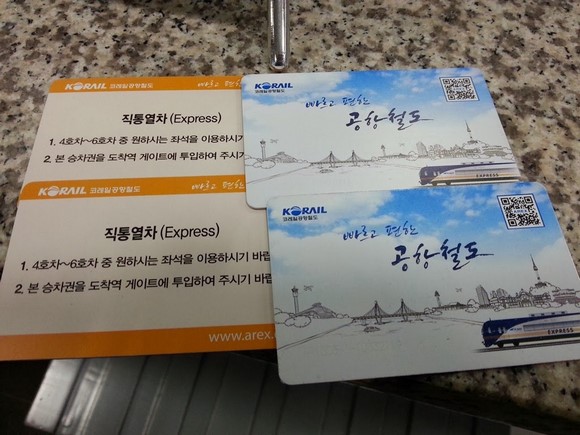 KORAIL 코레일공항철도 빠르고 편한
직통열차 (Express)
1. 4호차~6호차 중 원하시는 좌석을 이용하시기
2. 본 승차권을 도착역 게이트에 투입하여 주시기
KORAIL 코레일공항철도 빠르고 편한
직통열차 (Express)
1. 4호차~6호차 중 원하시는 좌석을 이용하시기 바랍
2. 본 승차권을 도착역 게이트에 투입하여 주시기 바랍
www.arex.
KORAIL
코레일공항철도
빠르고 편한
공항철도
EXPRESS
KORAIL
코레일공항철도
빠르고 편한
공항철도
EXPRESS